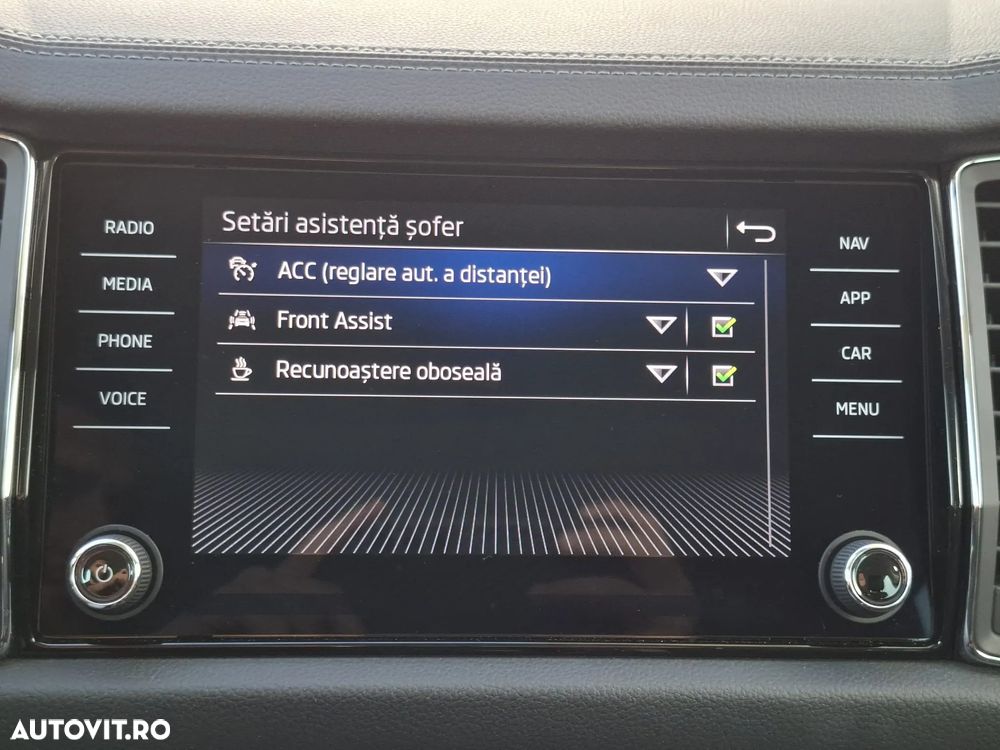 RADIO
MEDIA
PHONE
VOICE
Setări asistență șofer
ACC (reglare aut. a distanței)
Front Assist
Recunoaștere oboseală
NAV
APP
CAR
MENU
AUTOVIT.RO